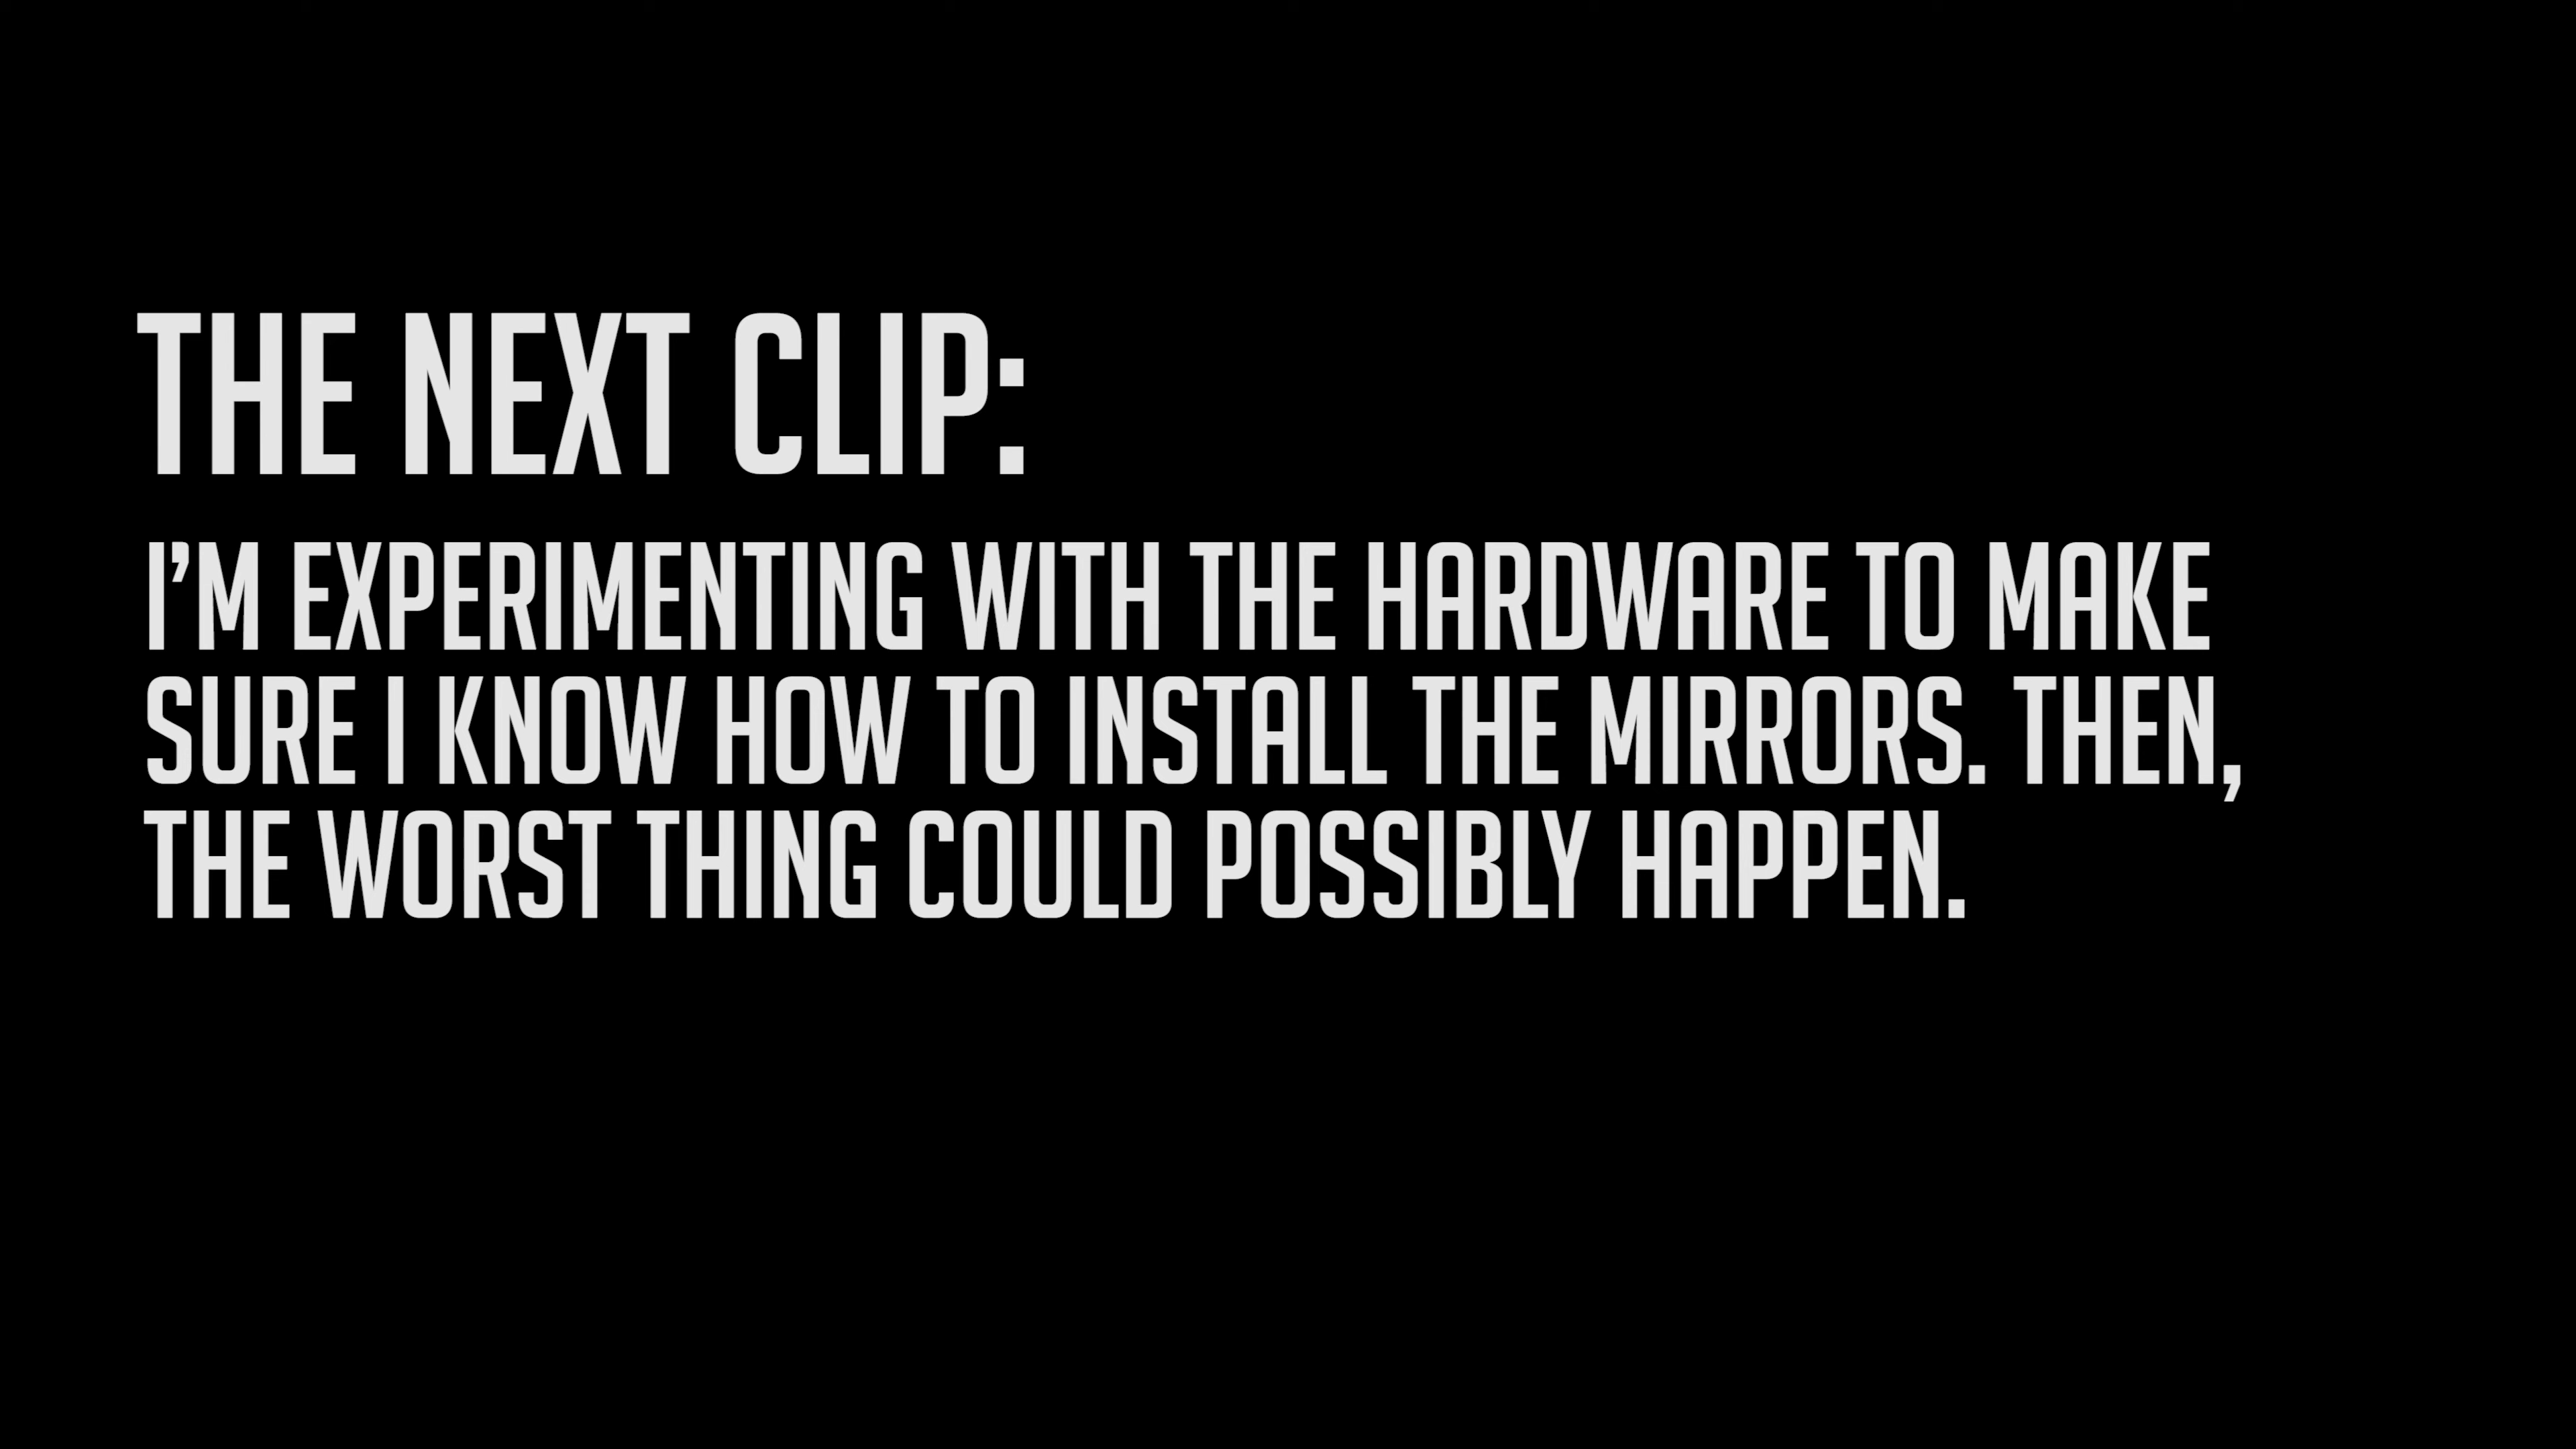 THE NEXT CLIP:
I’M EXPERIMENTING WITH THE HARDWARE TO MAKE
SURE I KNOW HOW TO INSTALL THE MIRRORS. THEN,
THE WORST THING COULD POSSIBLY HAPPEN.